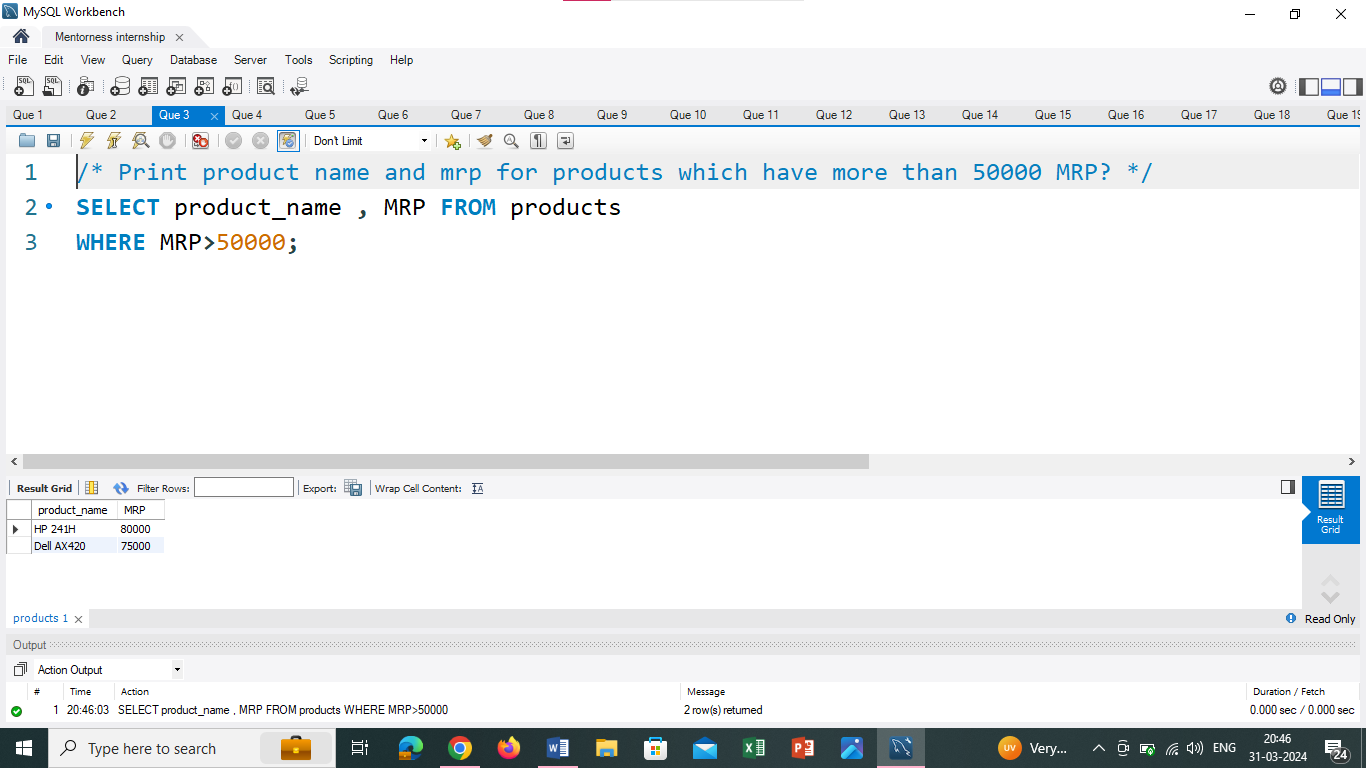 MySQL Workbench
Mentorness internship
File Edit View Query Database Server Tools Scripting Help
Que 1 Que 2 Que 3 Que 4 Que 5 Que 6 Que 7 Que 8 Que 9 Que 10 Que 11 Que 12 Que 13 Que 14 Que 15 Que 16 Que 17 Que 18
Don't Limit
1 /* Print product name and mrp for products which have more than 50000 MRP? */
2 SELECT product_name , MRP FROM products
3 WHERE MRP>50000;
Result Grid Filter Rows: Export: Wrap Cell Content:
product_name MRP
HP 241H 80000
Dell AX420 75000
Result
Grid
products 1 Read Only
Output
Action Output
# Time Action Message Duration / Fetch
1 20:46:03 SELECT product_name , MRP FROM products WHERE MRP>50000 2 row(s) returned 0.000 sec / 0.000 sec
Type here to search UV Very... ENG 20:46
31-03-2024 24